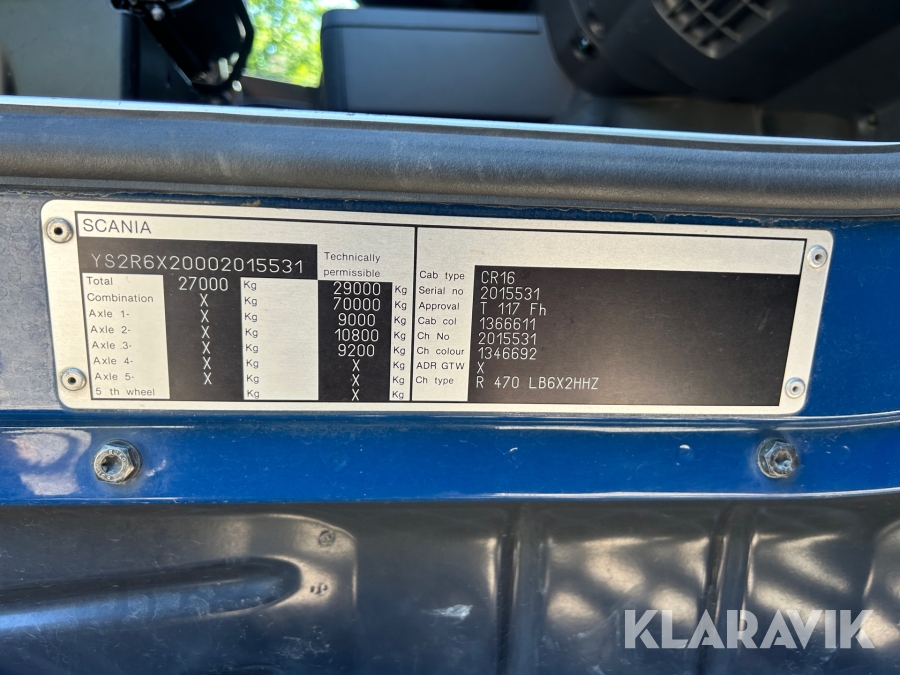 SCANIA
YS2R6X20002015531
Technically
permissible
Total 27000 Kg 29000 Kg
Combination X Kg 70000 Kg
Axle 1- X Kg 9000 Kg
Axle 2- X Kg 10800 Kg
Axle 3- X Kg 9200 Kg
Axle 4- X Kg X Kg
Axle 5- X Kg X Kg
5 th wheel Kg X Kg
Cab type CR16
Serial no 2015531
Approval T 117 Fh
Cab col 1366611
Ch No 2015531
Ch colour 1346692
ADR GTW X
Ch type R 470 LB6X2HHZ
KLARAVIK